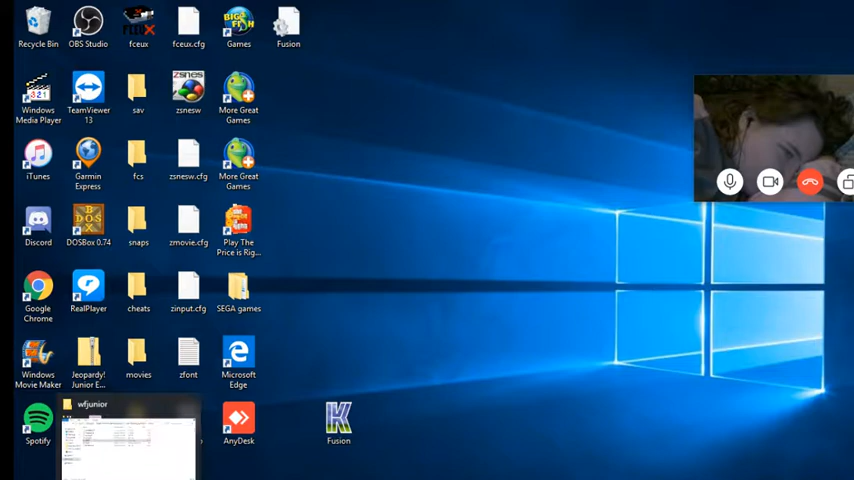 Recycle Bin
OBS Studio
fceux
fceux.cfg
Games
Fusion
Windows
Media Player
TeamViewer
13
sav
zsnesw
More Great
Games
iTunes
Garmin
Express
fcs
zsnesw.cfg
More Great
Games
Discord
DOSBox 0.74
snaps
zmovie.cfg
Play The
Price is Rig...
Google
Chrome
RealPlayer
cheats
zinput.cfg
SEGA games
Windows
Movie Maker
Jeopardy!
Junior E...
movies
zfont
Microsoft
Edge
wfjunior
Spotify
AnyDesk
Fusion